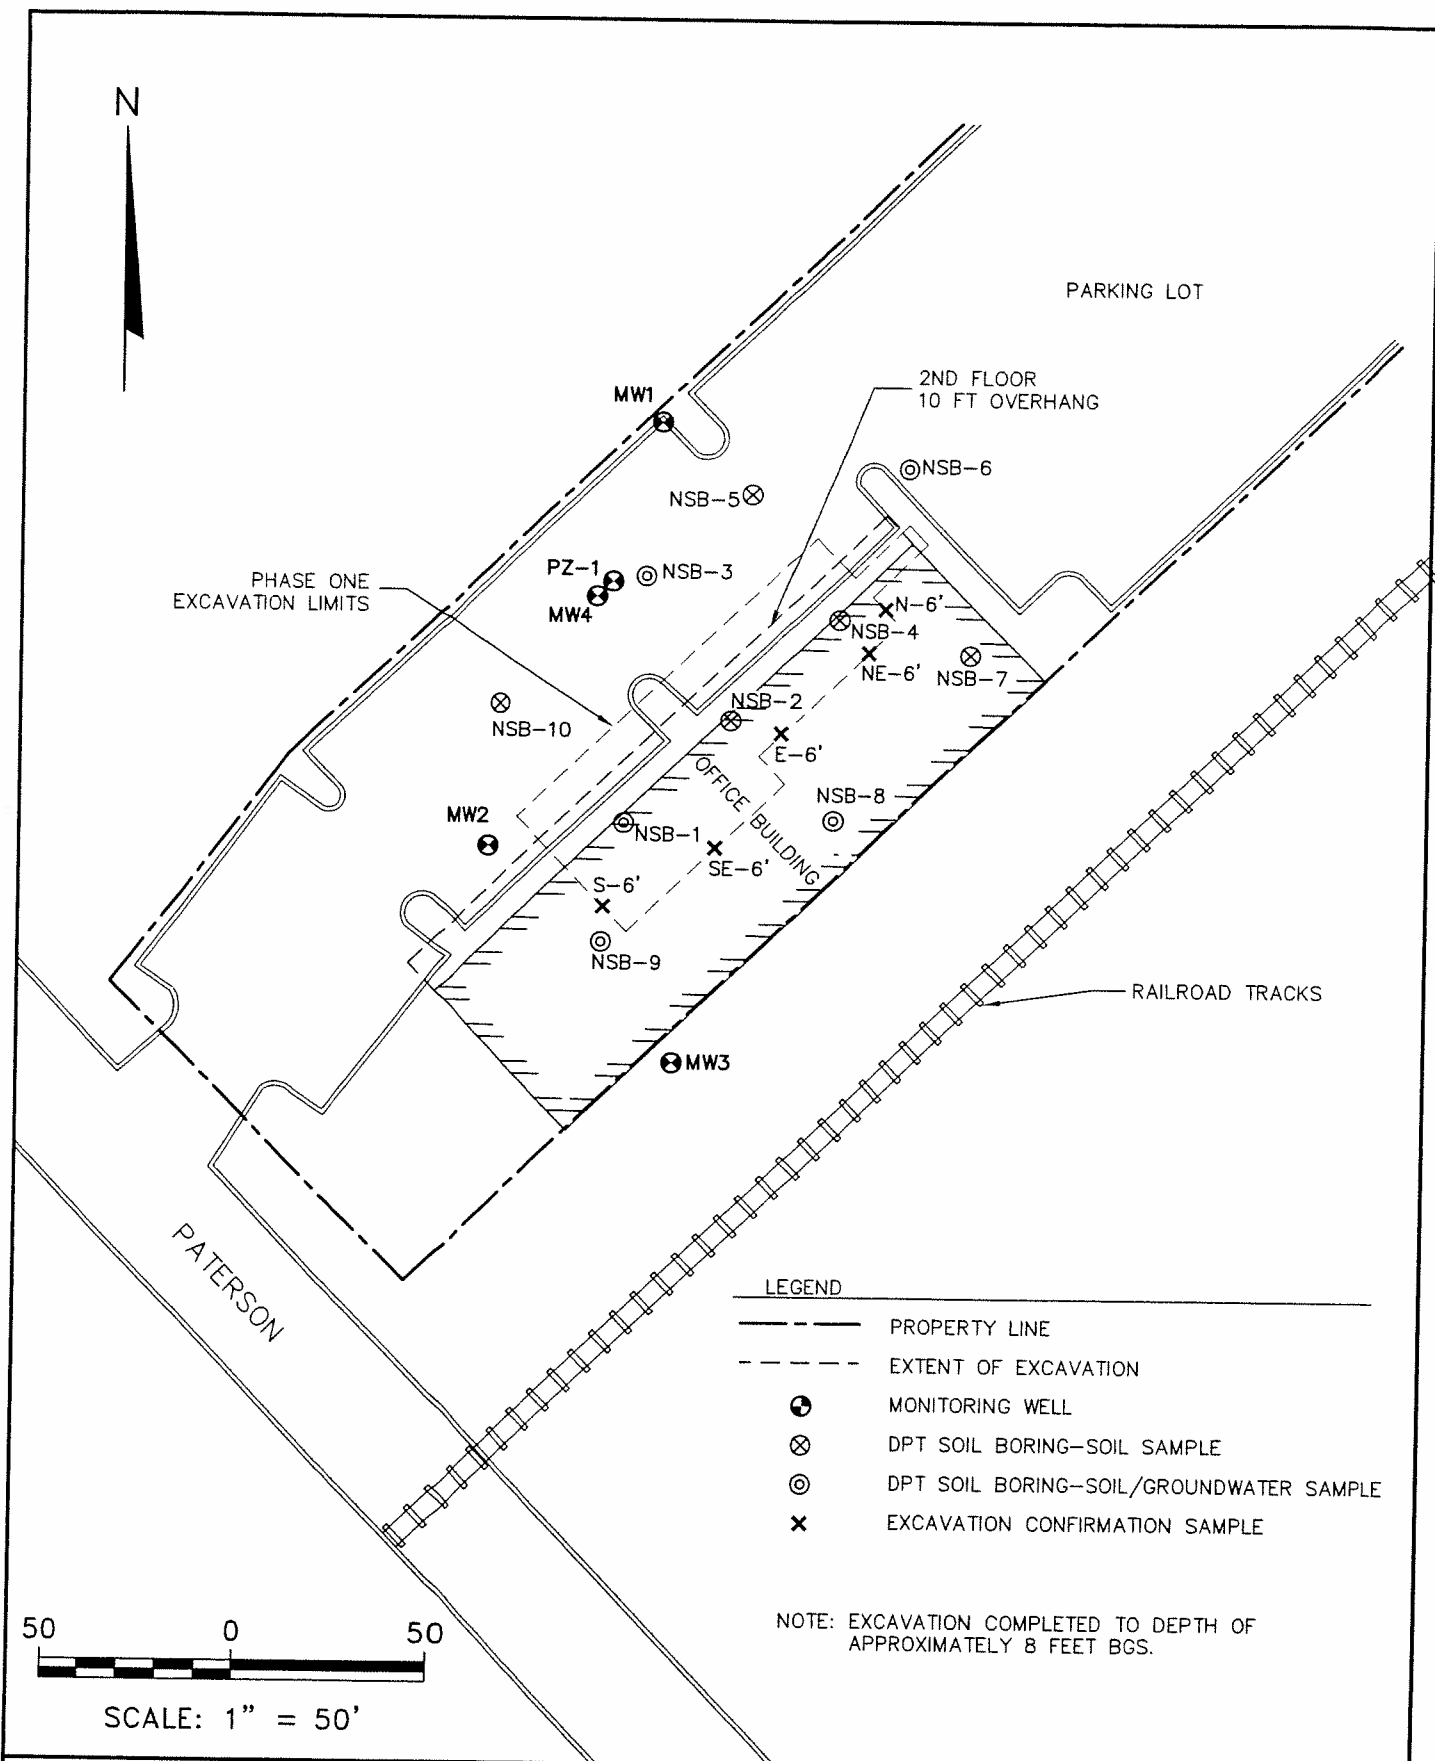 N
PARKING LOT
2ND FLOOR
10 FT OVERHANG
MW1
NSB-6
NSB-5
PHASE ONE
EXCAVATION LIMITS
PZ-1
NSB-3
MW4
N-6'
NSB-4
NE-6'
NSB-7
NSB-2
NSB-10
E-6'
OFFICE BUILDING
NSB-8
MW2
NSB-1
SE-6'
S-6'
NSB-9
RAILROAD TRACKS
MW3
PATERSON
LEGEND
PROPERTY LINE
EXTENT OF EXCAVATION
MONITORING WELL
DPT SOIL BORING-SOIL SAMPLE
DPT SOIL BORING-SOIL/GROUNDWATER SAMPLE
EXCAVATION CONFIRMATION SAMPLE
NOTE: EXCAVATION COMPLETED TO DEPTH OF
APPROXIMATELY 8 FEET BGS.
50 0 50
SCALE: 1" = 50'